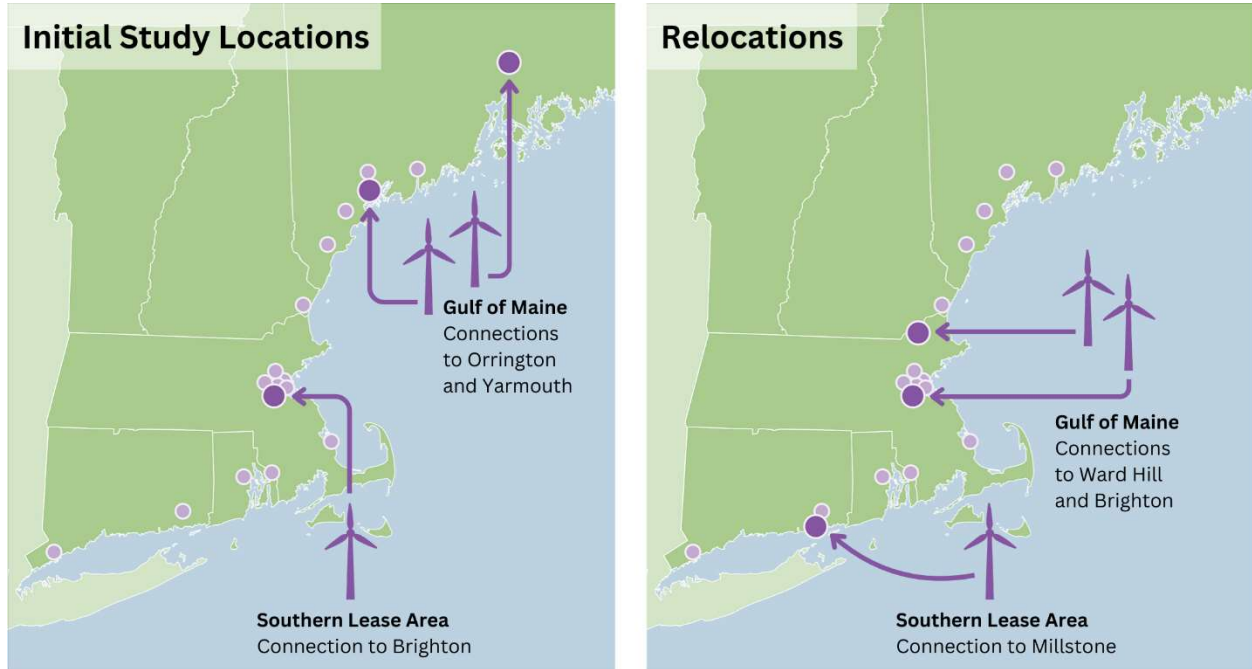 Initial Study Locations
Gulf of Maine
Connections
to Orrington
and Yarmouth
Southern Lease Area
Connection to Brighton
Relocations
Gulf of Maine
Connections
to Ward Hill
and Brighton
Southern Lease Area
Connection to Millstone